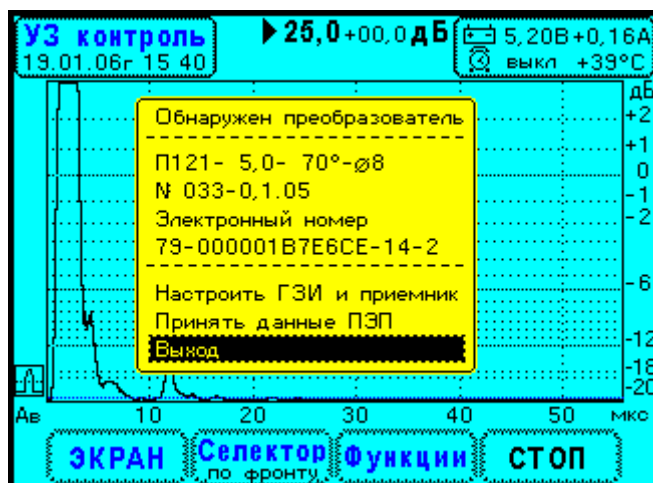 УЗ контроль
19.01.06г 15 40
25,0+00,0 дБ
5,20В+0,16А
выкл +39°C
дБ
+2
+1
0
-1
-2
-6
-12
-18
-20
Обнаружен преобразователь
П121- 5,0- 70°-⌀8
№ 033-0,1.05
Электронный номер
79-000001B7E6CE-14-2
Настроить ГЗИ и приемник
Принять данные ПЭП
Выход
Ав 10 20 30 40 50 мкс
ЭКРАН
Селектор
по фронту
Функции
СТОП